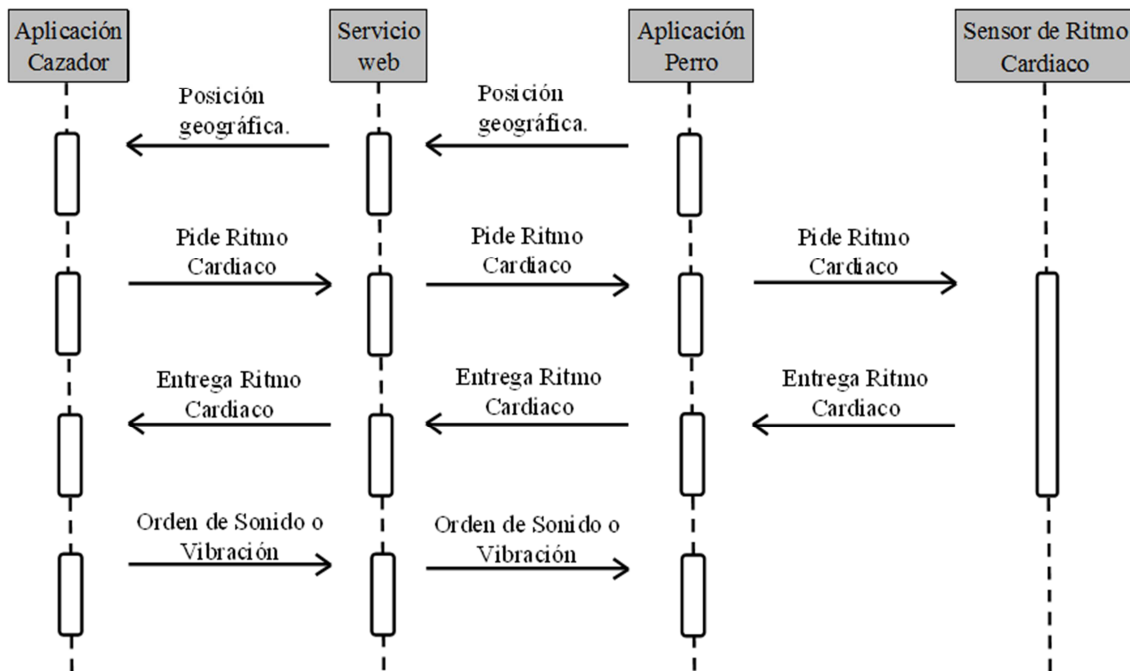 Aplicación
Cazador
Servicio
web
Aplicación
Perro
Sensor de Ritmo
Cardiaco
Posición
geográfica.
Posición
geográfica.
Pide Ritmo
Cardiaco
Pide Ritmo
Cardiaco
Pide Ritmo
Cardiaco
Entrega Ritmo
Cardiaco
Entrega Ritmo
Cardiaco
Entrega Ritmo
Cardiaco
Orden de Sonido o
Vibración
Orden de Sonido o
Vibración